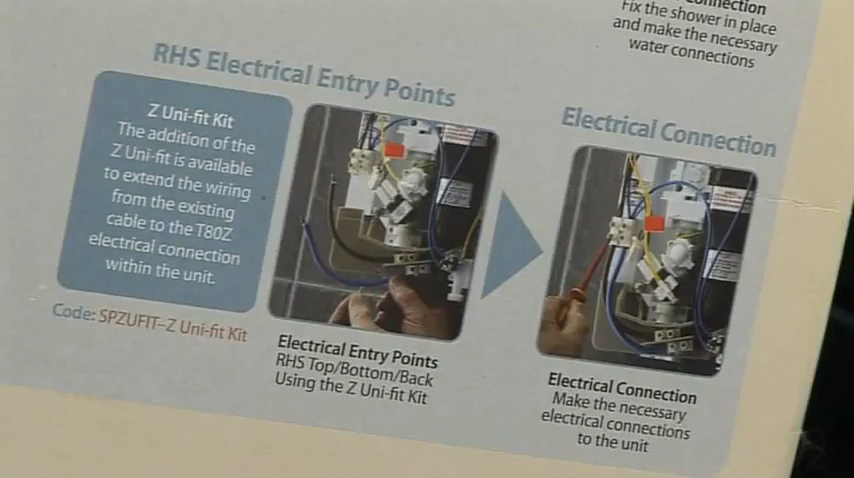 Connection
Fix the shower in place
and make the necessary
water connections
RHS Electrical Entry Points
Z Uni-fit Kit
The addition of the
Z Uni-fit is available
to extend the wiring
from the existing
cable to the T80Z
electrical connection
within the unit.
Code: SPZUFIT–Z Uni-fit Kit
Electrical Entry Points
RHS Top/Bottom/Back
Using the Z Uni-fit Kit
Electrical Connection
Electrical Connection
Make the necessary
electrical connections
to the unit